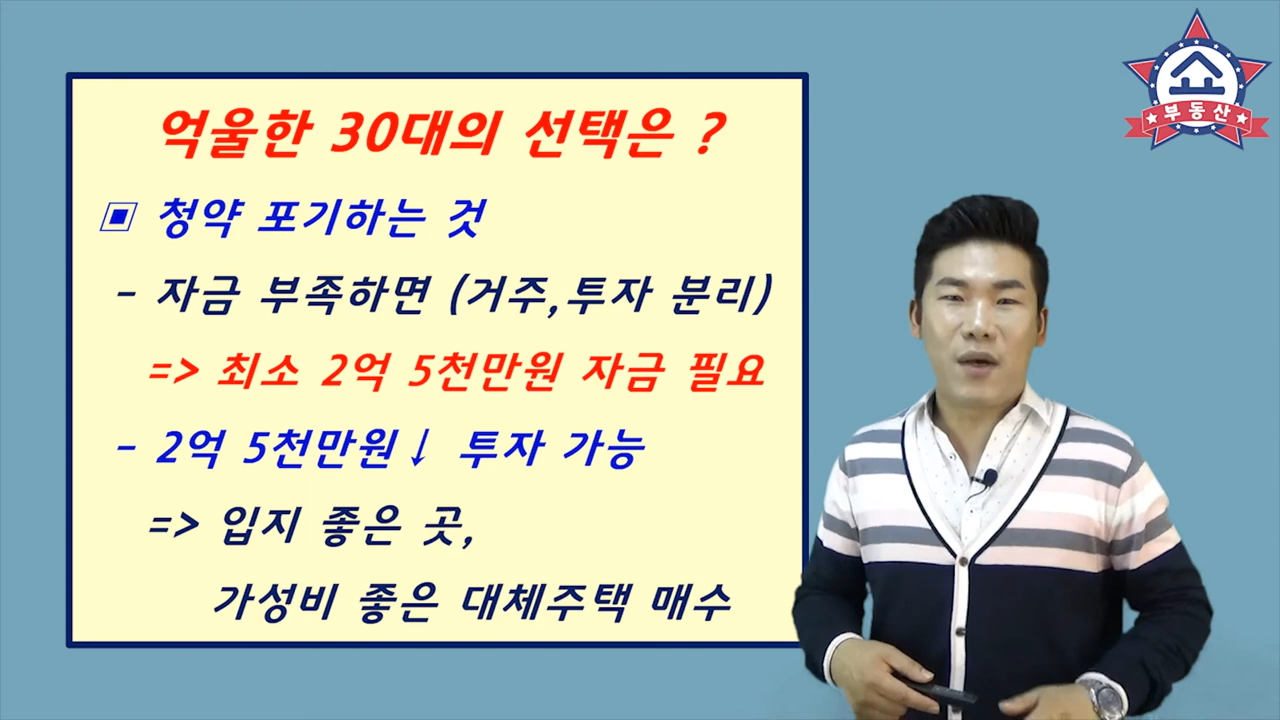 억울한 30대의 선택은 ?
▣ 청약 포기하는 것
- 자금 부족하면 (거주,투자 분리)
=> 최소 2억 5천만원 자금 필요
- 2억 5천만원↓ 투자 가능
=> 입지 좋은 곳,
가성비 좋은 대체주택 매수
쇼
부동산